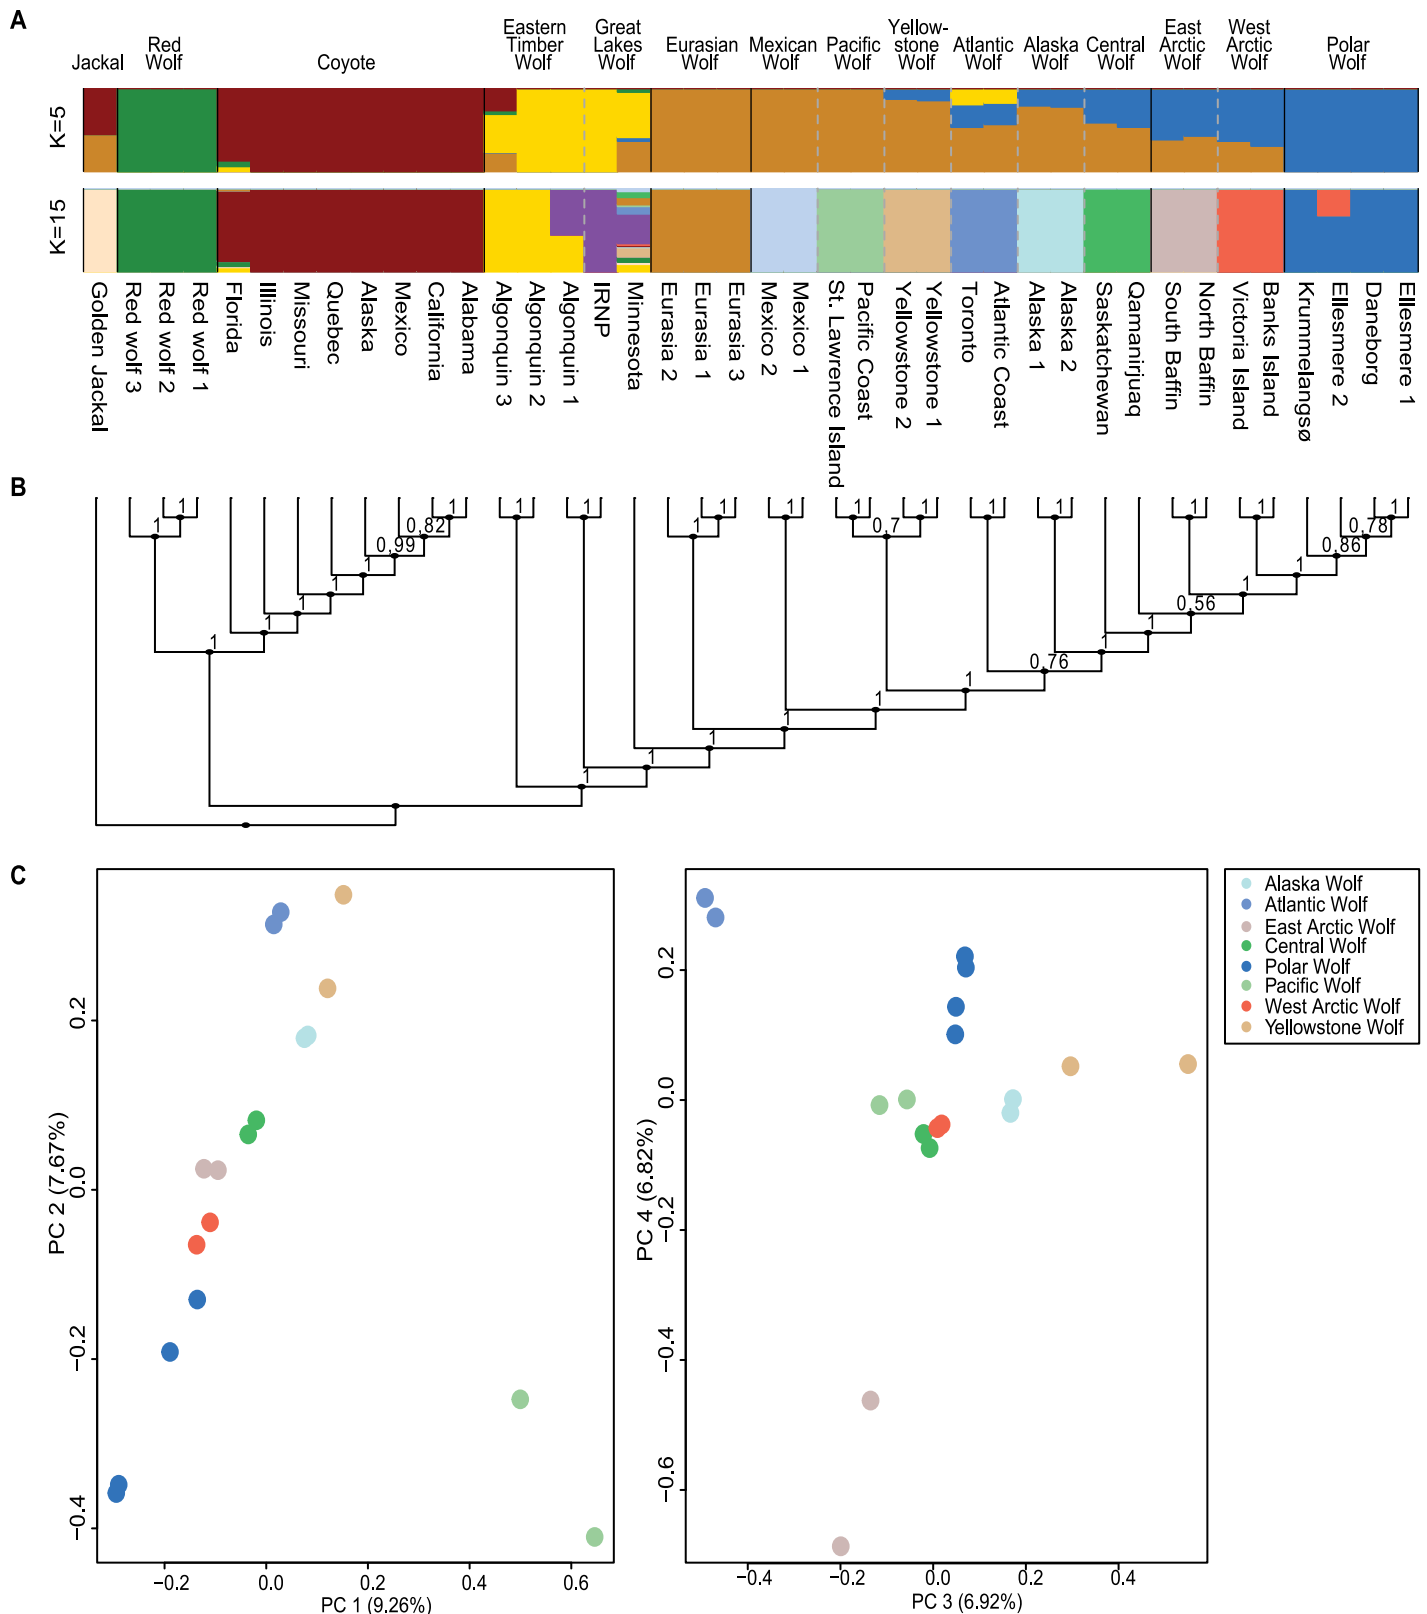 A
Jackal
Red
Wolf
Coyote
Eastern
Timber
Wolf
Great
Lakes
Wolf
Eurasian
Wolf
Mexican
Wolf
Pacific
Wolf
Yellow-
stone
Wolf
Atlantic
Wolf
Alaska
Wolf
Central
Wolf
East
Arctic
Wolf
West
Arctic
Wolf
Polar
Wolf
K=5
K=15
Golden Jackal
Red wolf 3
Red wolf 2
Red wolf 1
Florida
Illinois
Missouri
Quebec
Alaska
Mexico
California
Alabama
Algonquin 3
Algonquin 2
Algonquin 1
IRNP
Minnesota
Eurasia 2
Eurasia 1
Eurasia 3
Mexico 2
Mexico 1
St. Lawrence Island
Pacific Coast
Yellowstone 2
Yellowstone 1
Toronto
Atlantic Coast
Alaska 1
Alaska 2
Saskatchewan
Qamanirjuaq
South Baffin
North Baffin
Victoria Island
Banks Island
Krummelangsø
Ellesmere 2
Daneborg
Ellesmere 1
B
1 1 1 1 1 1 1 1 1 1 1 1 1
1 0,82 1 0,7 0,78
0,99 0,86
1 1
1 0,56
1 1
1 1
0,76
1
1
1
1
1
1
C
PC 2 (7.67%)
0.2
0.0
−0.2
−0.4
−0.2 0.0 0.2 0.4 0.6
PC 1 (9.26%)
PC 4 (6.82%)
0.2
0.0
−0.2
−0.4
−0.6
−0.4 −0.2 0.0 0.2 0.4
PC 3 (6.92%)
Alaska Wolf
Atlantic Wolf
East Arctic Wolf
Central Wolf
Polar Wolf
Pacific Wolf
West Arctic Wolf
Yellowstone Wolf